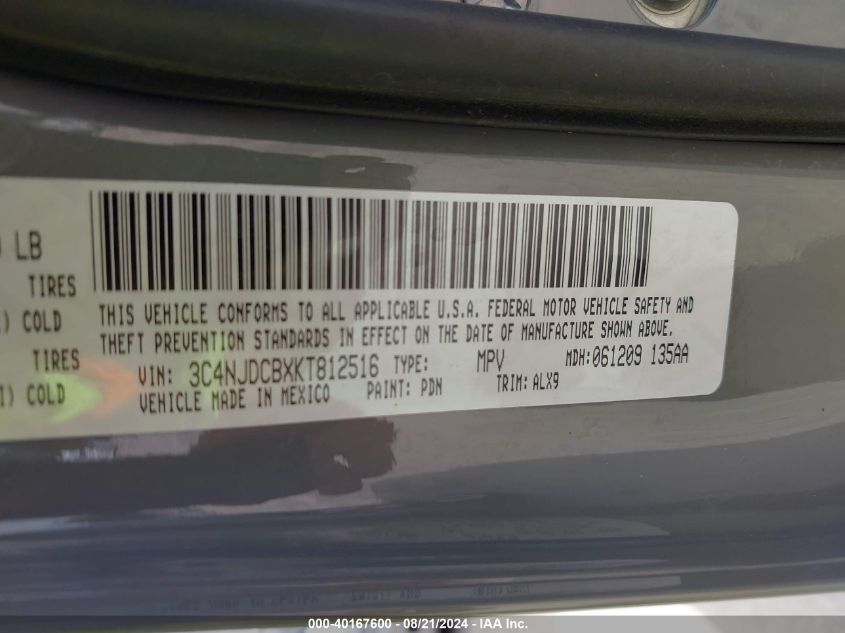 LB
TIRES
) COLD
TIRES
) COLD
THIS VEHICLE CONFORMS TO ALL APPLICABLE U.S.A. FEDERAL MOTOR VEHICLE SAFETY AND
THEFT PREVENTION STANDARDS IN EFFECT ON THE DATE OF MANUFACTURE SHOWN ABOVE.
VIN: 3C4NJDCBXKT812516 TYPE: MPV MDH:061209 135AA
VEHICLE MADE IN MEXICO PAINT: PDN TRIM: ALX9
000-40167600 - 08/21/2024 - IAA Inc.